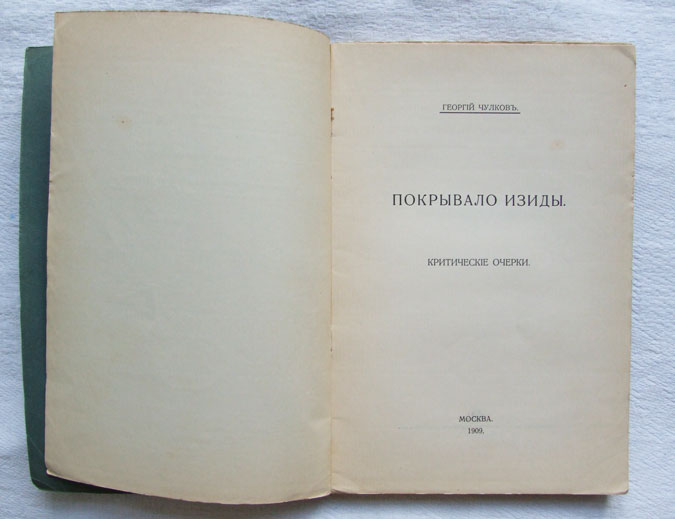 ГЕОРГІЙ ЧУЛКОВЪ.
ПОКРЫВАЛО ИЗИДЫ.
КРИТИЧЕСКІЕ ОЧЕРКИ.
МОСКВА.
1909.